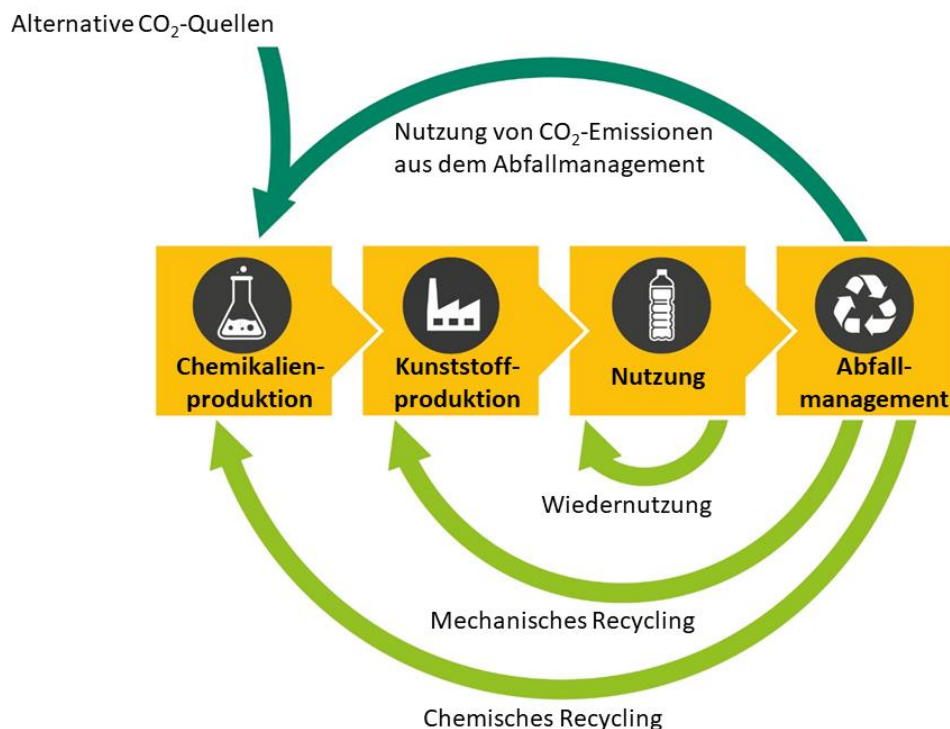 Alternative CO₂-Quellen
Nutzung von CO₂-Emissionen
aus dem Abfallmanagement
Chemikalien-
produktion
Kunststoff-
produktion
Nutzung
Abfall-
management
Wiedernutzung
Mechanisches Recycling
Chemisches Recycling